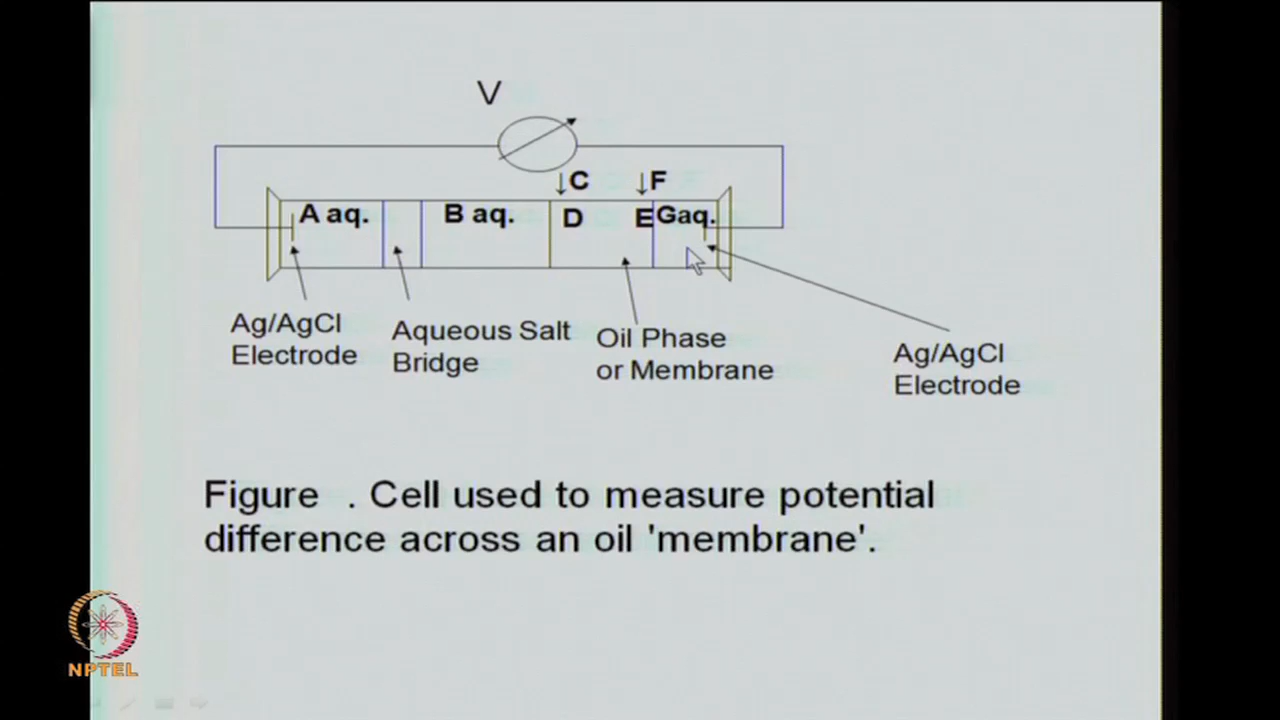 V
↓C ↓F
A aq. B aq. D E Gaq.
Ag/AgCl
Electrode
Aqueous Salt
Bridge
Oil Phase
or Membrane
Ag/AgCl
Electrode
Figure . Cell used to measure potential
difference across an oil 'membrane'.
NPTEL